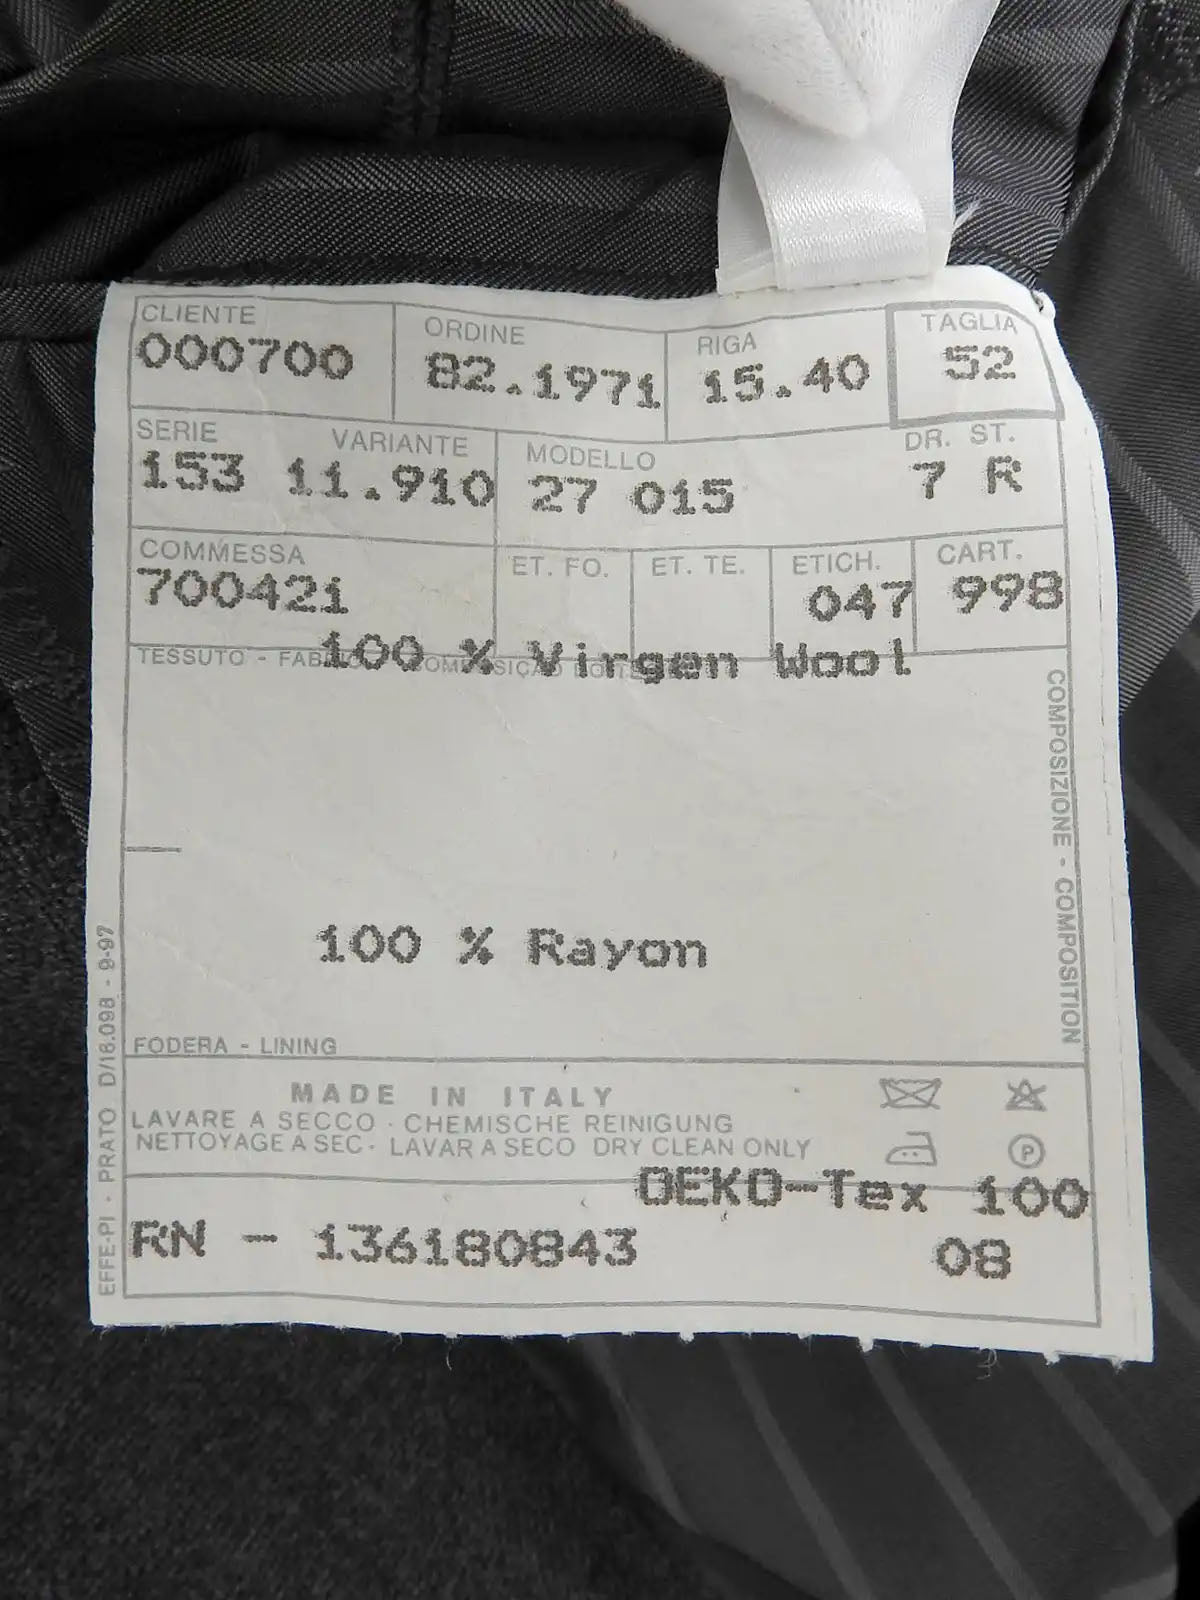 CLIENTE ORDINE RIGA TAGLIA
000700 82.1971 15.40 52
SERIE VARIANTE MODELLO DR. ST.
153 11.910 27 015 7 R
COMMESSA ET. FO. ET. TE. ETICH. CART.
700421 047 998
100 % Virgen Wool
TESSUTO -
COMPOSIZIONE - COMPOSITION
100 % Rayon
FODERA - LINING
MADE IN ITALY
LAVARE A SECCO - CHEMISCHE REINIGUNG
NETTOYAGE A SEC - LAVAR A SECO DRY CLEAN ONLY
P
OEKO-Tex 100
RN - 136180843 08
EFFE-PI - PRATO D/16.098 - 9-97